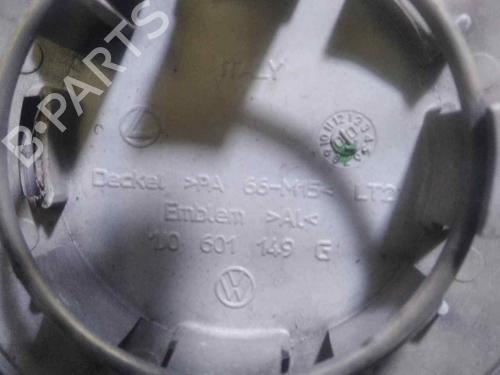 B-PARTS
ITALY
Deckel >PA 66-M15< LT2
Emblem >AL<
1J0 601 149 G